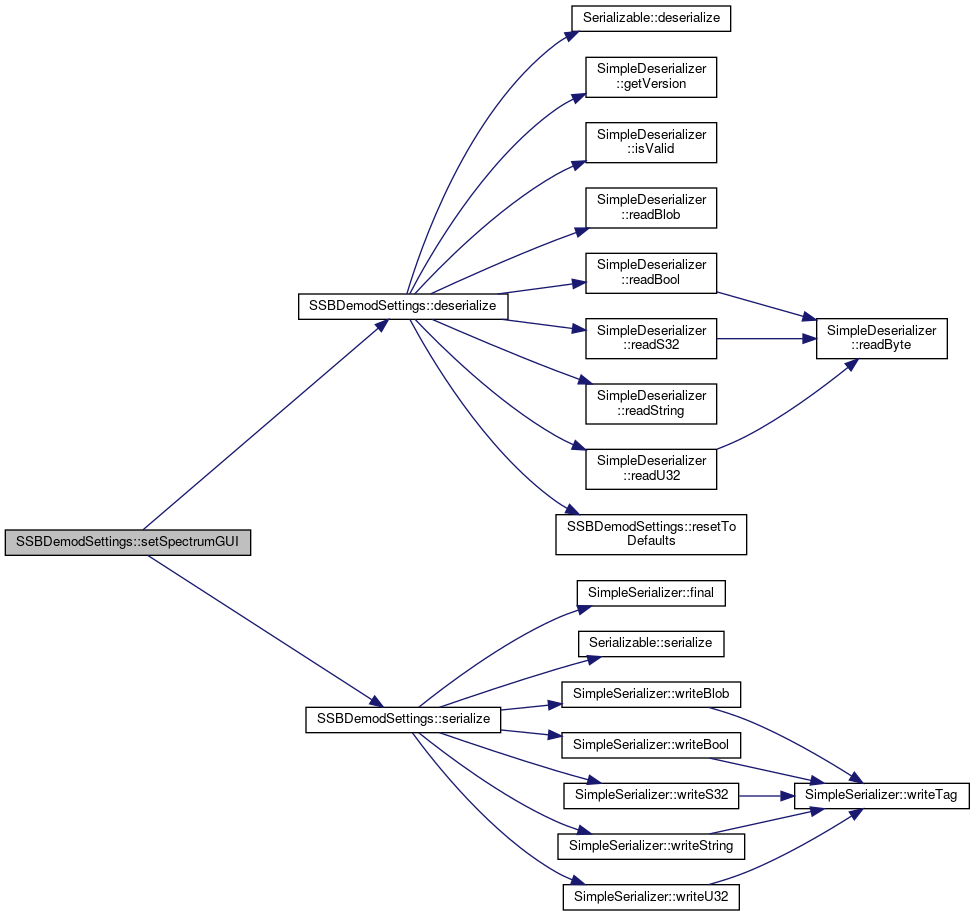 Serializable::deserialize
SimpleDeserializer
::getVersion
SimpleDeserializer
::isValid
SimpleDeserializer
::readBlob
SSBDemodSettings::deserialize
SimpleDeserializer
::readBool
SimpleDeserializer
::readS32
SimpleDeserializer
::readByte
SimpleDeserializer
::readString
SimpleDeserializer
::readU32
SSBDemodSettings::setSpectrumGUI
SSBDemodSettings::resetTo
Defaults
SimpleSerializer::final
Serializable::serialize
SimpleSerializer::writeBlob
SSBDemodSettings::serialize
SimpleSerializer::writeBool
SimpleSerializer::writeS32
SimpleSerializer::writeTag
SimpleSerializer::writeString
SimpleSerializer::writeU32